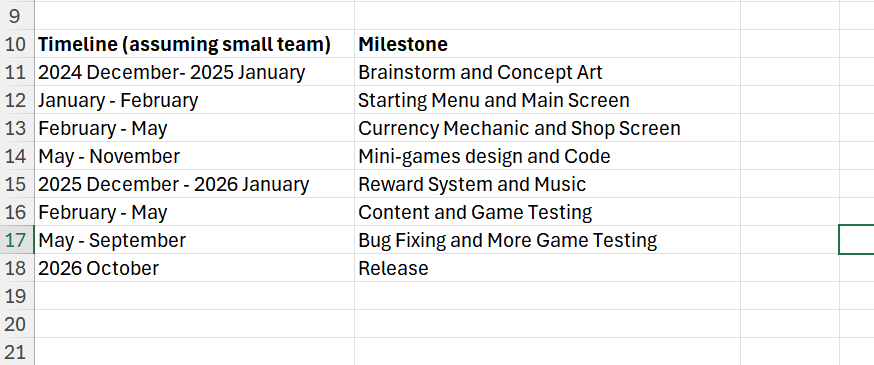 9
10 Timeline (assuming small team) Milestone
11 2024 December- 2025 January Brainstorm and Concept Art
12 January - February Starting Menu and Main Screen
13 February - May Currency Mechanic and Shop Screen
14 May - November Mini-games design and Code
15 2025 December - 2026 January Reward System and Music
16 February - May Content and Game Testing
17 May - September Bug Fixing and More Game Testing
18 2026 October Release
19
20
21